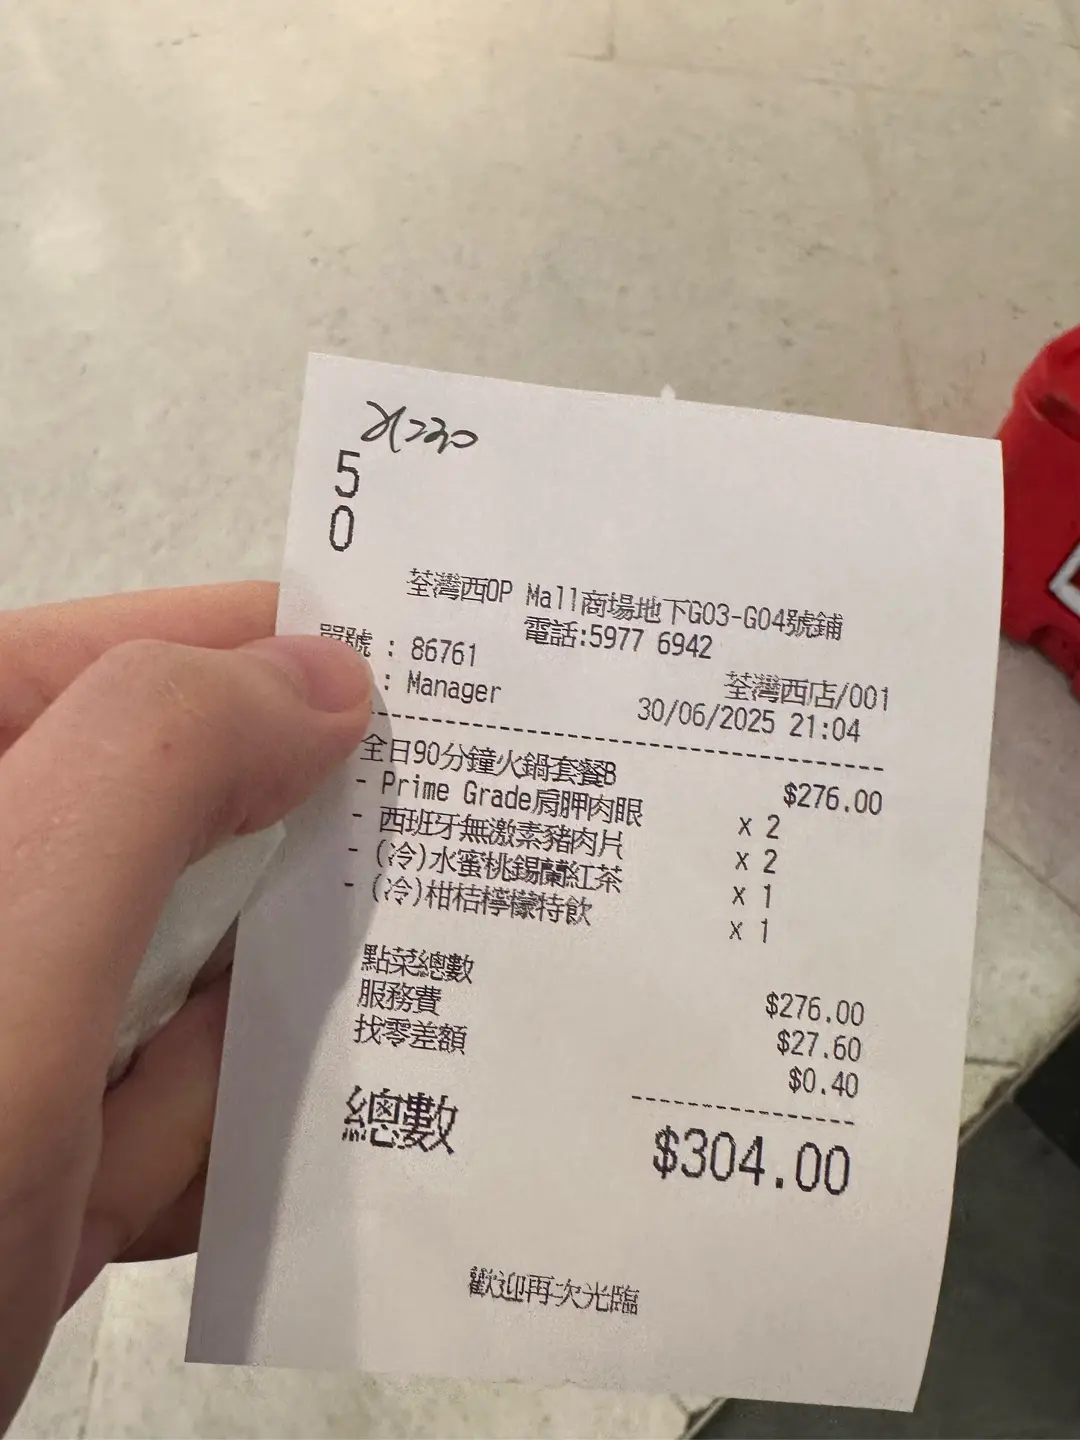 5
0
荃灣西OP Mall商場地下G03-G04號鋪
電話:5977 6942
單號 : 86761
荃灣西店/001
: Manager
30/06/2025 21:04
全日90分鐘火鍋套餐B $276.00
- Prime Grade肩胛肉眼 x 2
- 西班牙無激素豬肉片 x 2
- (冷)水蜜桃錫蘭紅茶 x 1
- (冷)柑桔檸檬特飲 x 1
點菜總數 $276.00
服務費 $27.60
找零差額 $0.40
總數 $304.00
歡迎再次光臨